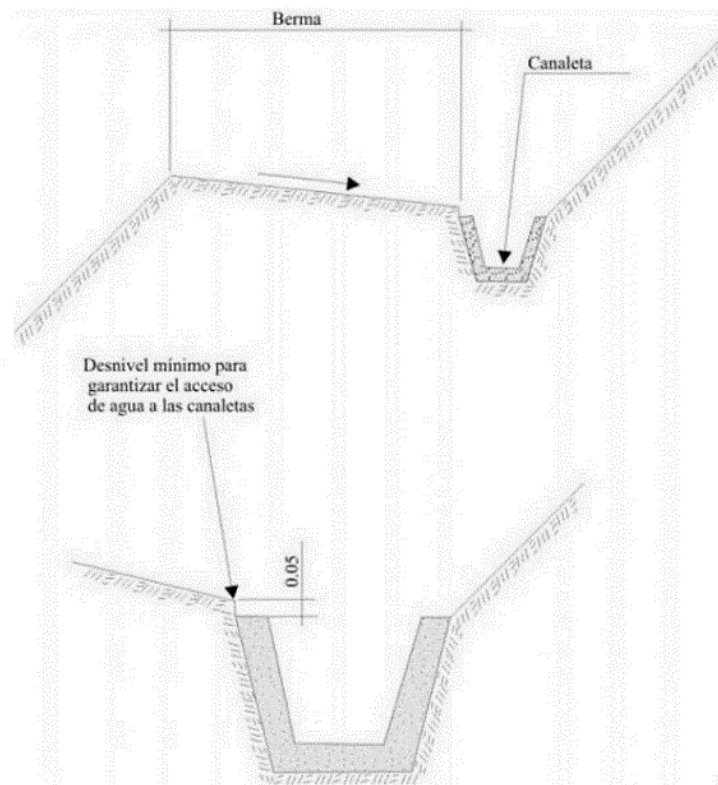 Berma
Canaleta
Desnivel mínimo para
garantizar el acceso
de agua a las canaletas
0.05